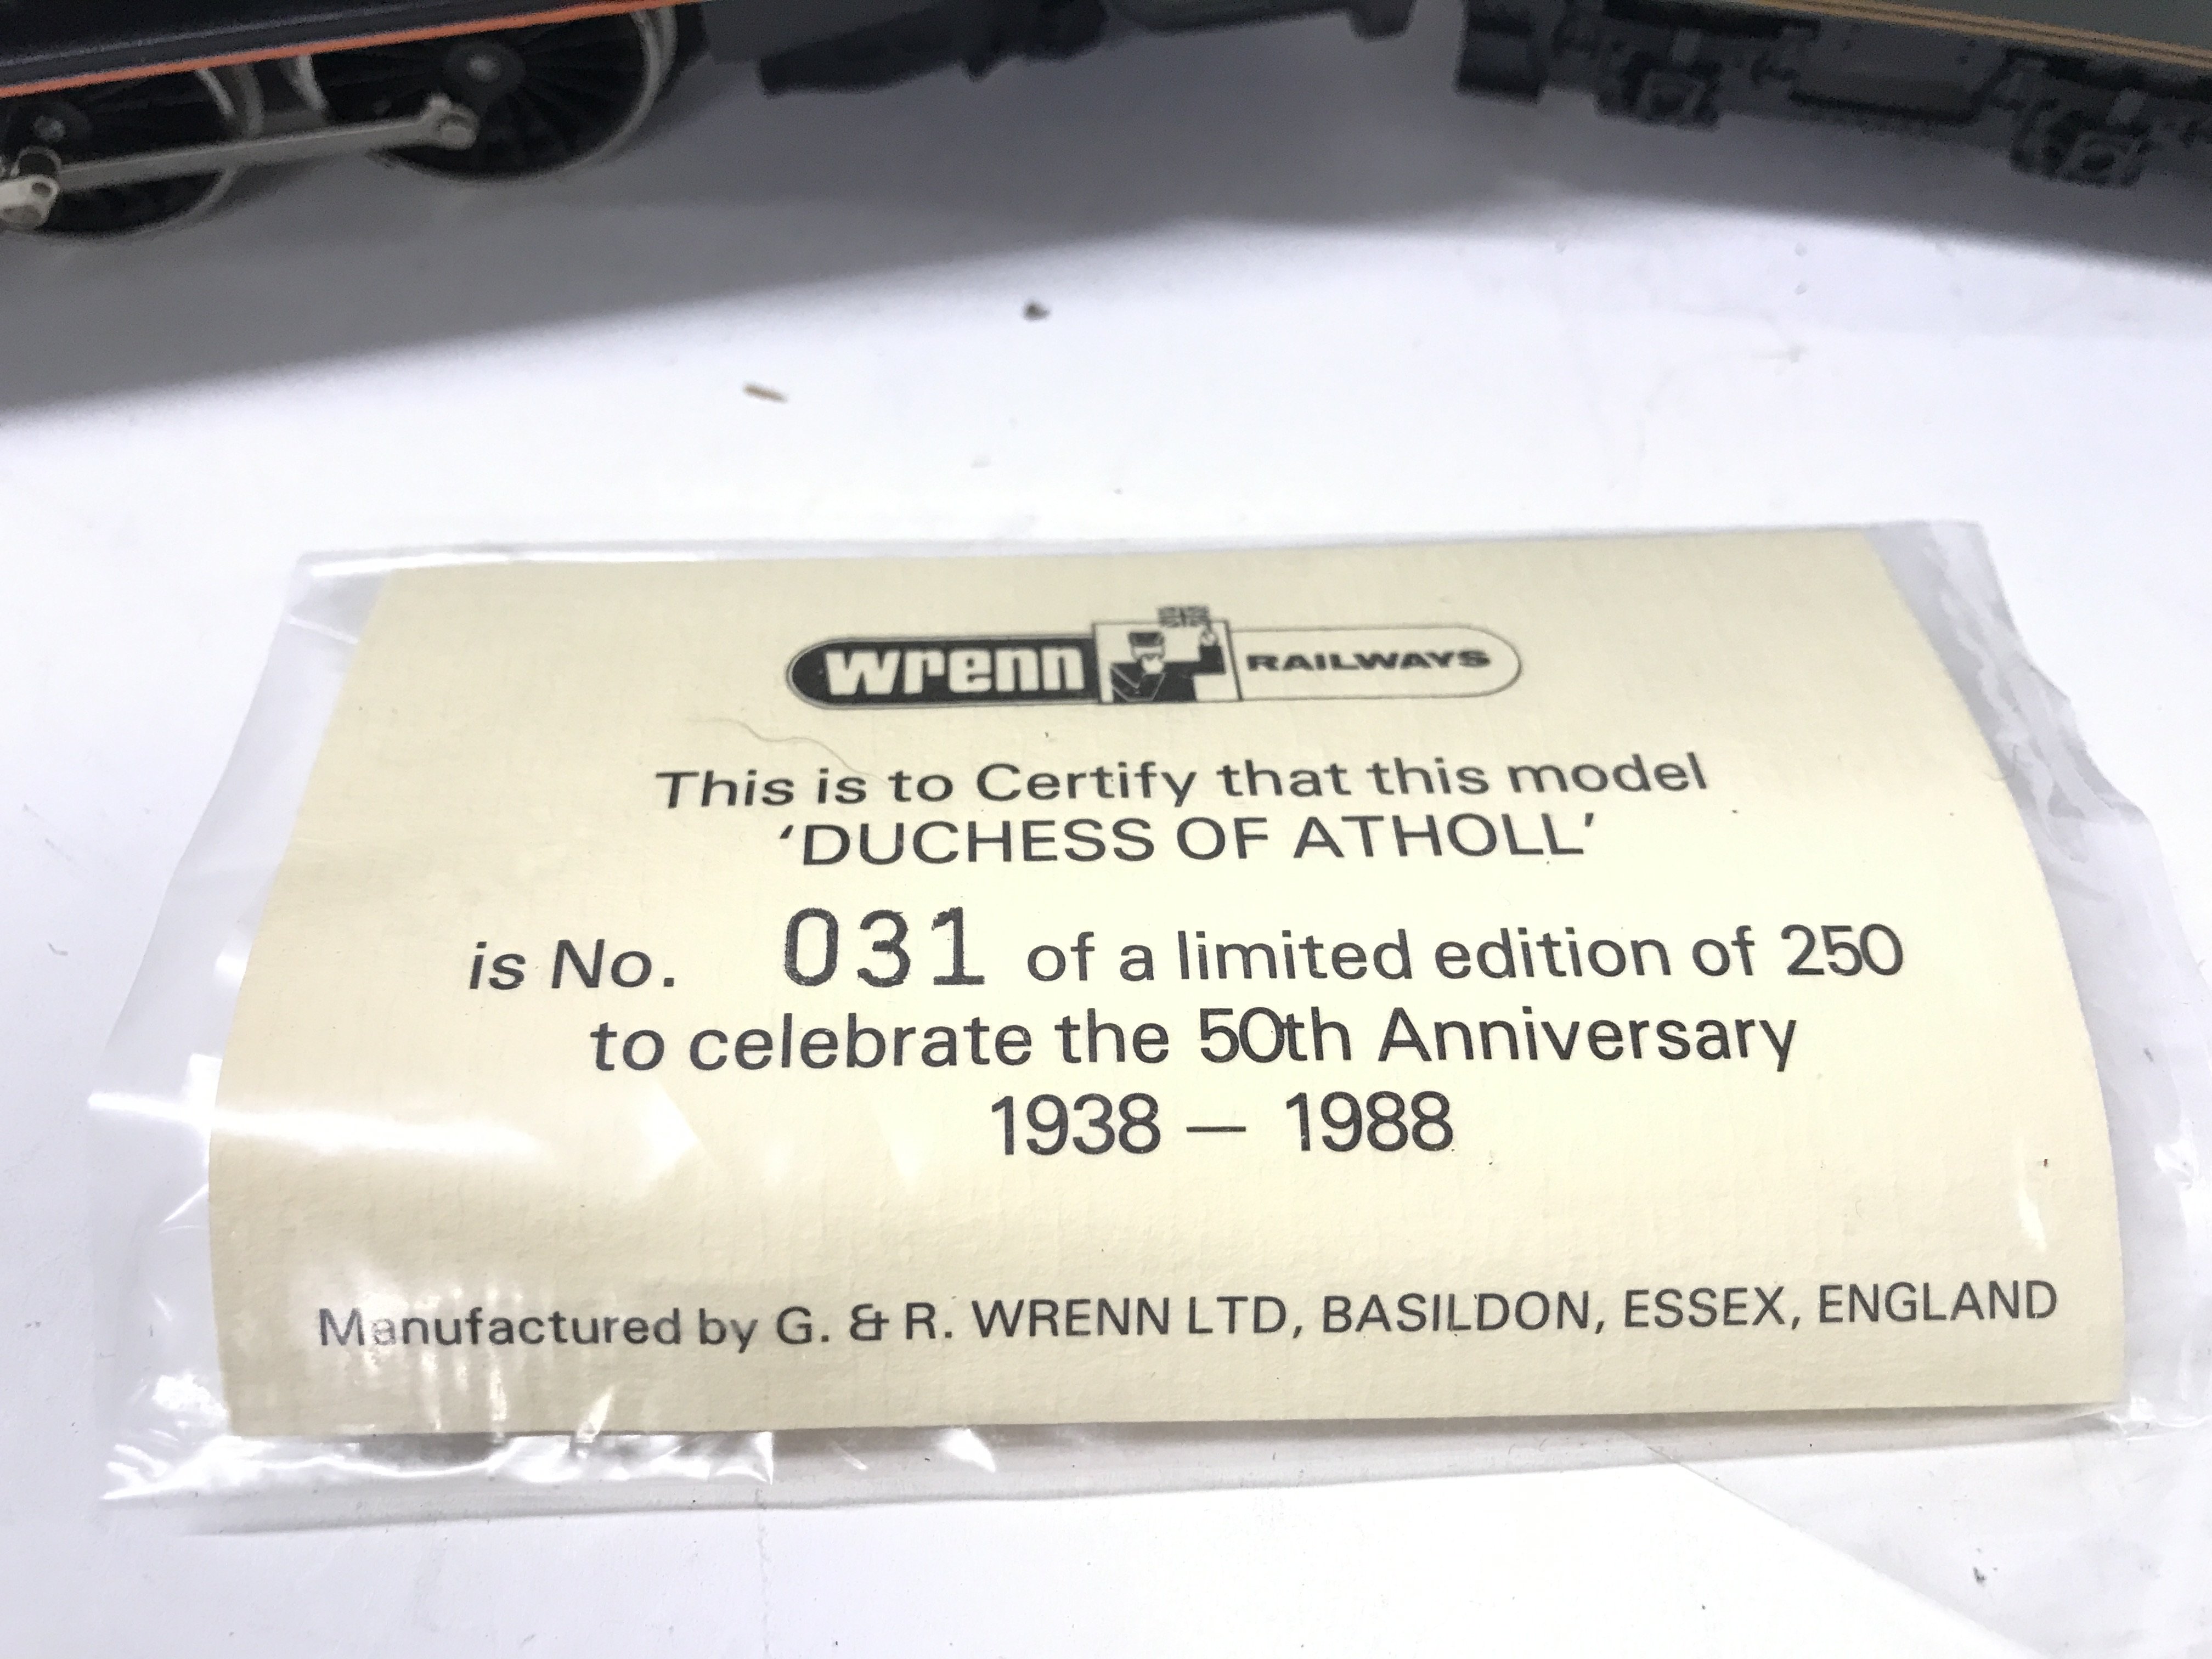 wrenn RAILWAYS
This is to Certify that this model
'DUCHESS OF ATHOLL'
is No. 031 of a limited edition of 250
to celebrate the 50th Anniversary
1938 — 1988
Manufactured by G. & R. WRENN LTD, BASILDON, ESSEX, ENGLAND